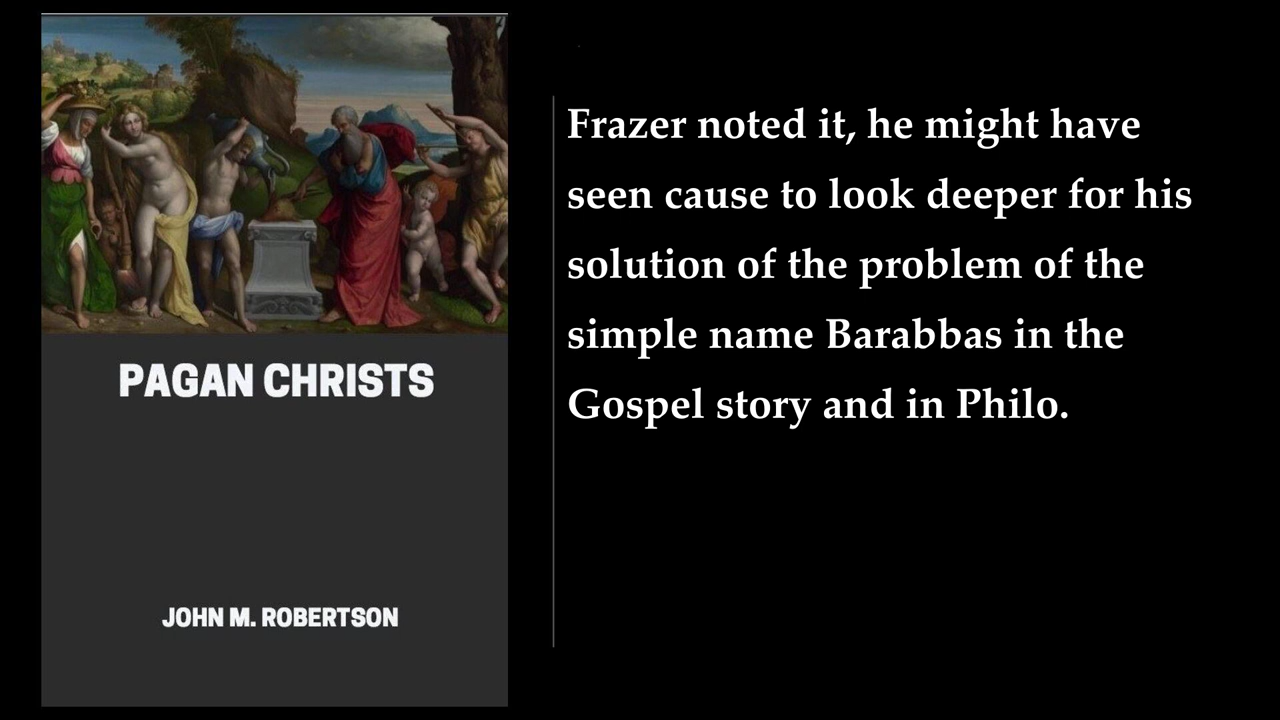 PAGAN CHRISTS
JOHN M. ROBERTSON
Frazer noted it, he might have
seen cause to look deeper for his
solution of the problem of the
simple name Barabbas in the
Gospel story and in Philo.